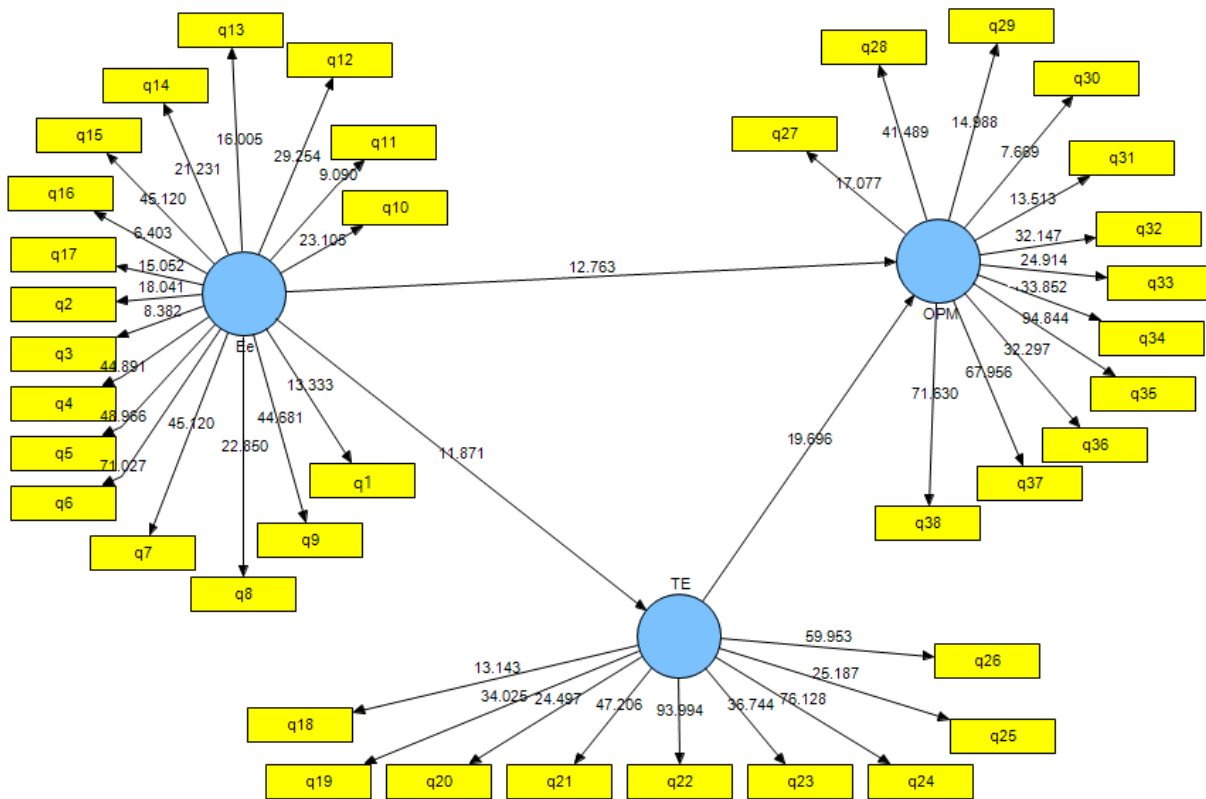 q13
q12
q14
q15
q11
q16
q10
q17
q2
q3
q4
q5
q6
q7
q8
q9
q1
16.005
29.254
21.231
9.090
45.120
23.105
6.403
15.052
18.041
8.382
44.891
48.966
71.027
45.120
22.850
44.681
13.333
Ee
12.763
11.871
19.696
q29
q28
q30
q27
q31
q32
q33
q34
q35
q36
q37
q38
41.489
14.988
7.669
17.077
13.513
32.147
24.914
33.852
94.844
32.297
67.956
71.630
OPM
TE
59.953
25.187
13.143
34.025
24.497
47.206
93.994
36.744
76.128
q26
q25
q18
q19
q20
q21
q22
q23
q24